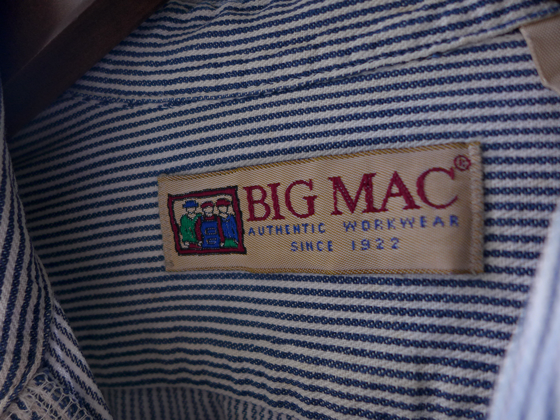 BIG MAC®
AUTHENTIC WORKWEAR
SINCE 1922